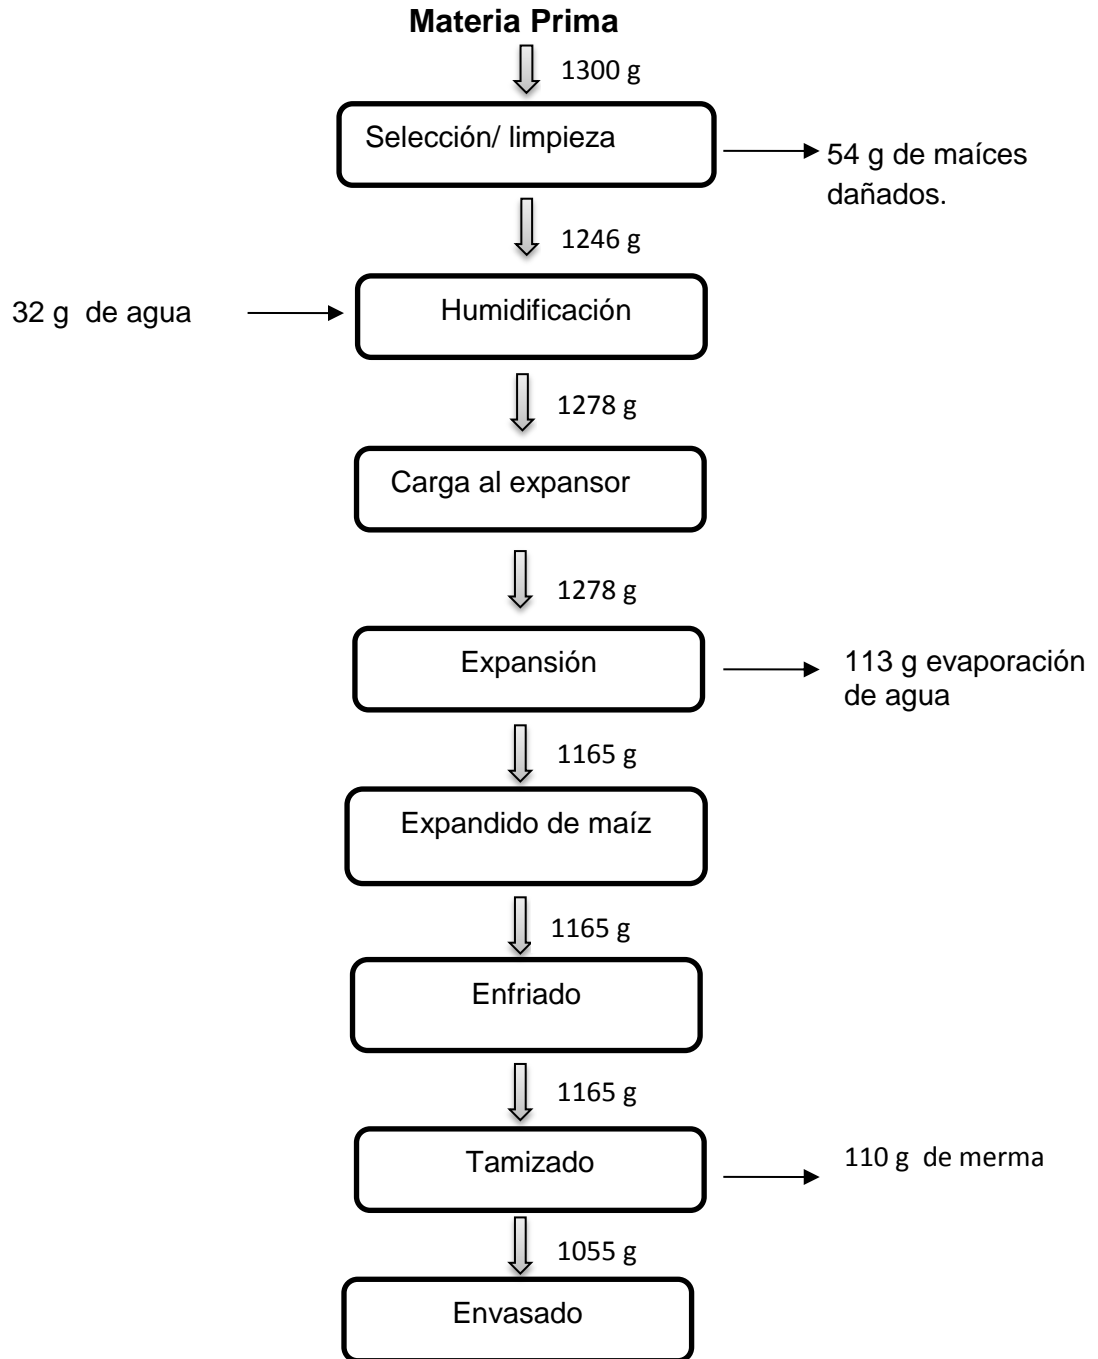 Materia Prima
1300 g
Selección/ limpieza
54 g de maíces
dañados.
1246 g
32 g  de agua
Humidificación
1278 g
Carga al expansor
1278 g
Expansión
113 g evaporación
de agua
1165 g
Expandido de maíz
1165 g
Enfriado
1165 g
Tamizado
110 g  de merma
1055 g
Envasado